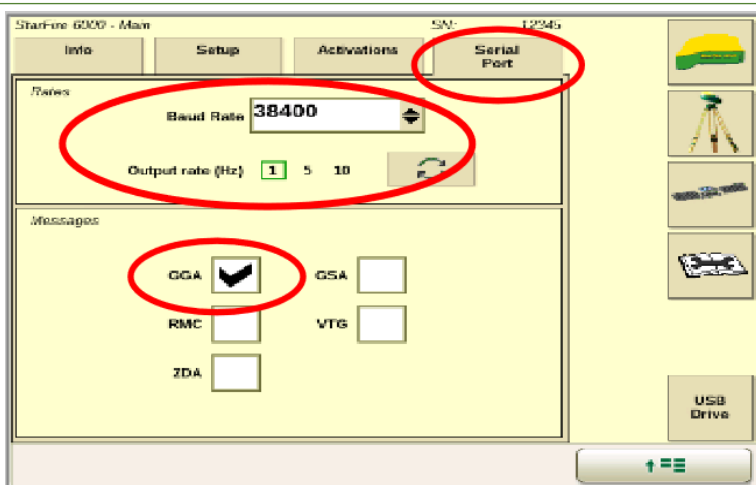 StarFire 6000 - Main SN: 12345
Info Setup Activations Serial Port
Rates
Baud Rate 38400
Output rate (Hz) 1 5 10
Messages
GGA GSA
RMC VTG
ZDA
USB
Drive